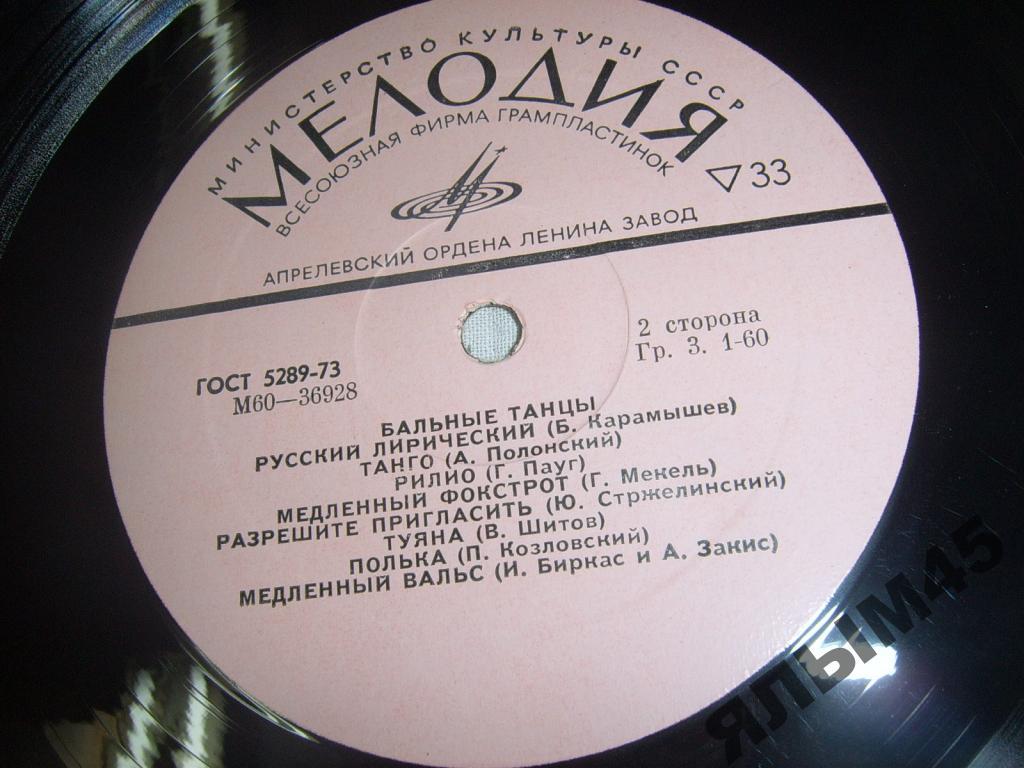 МИНИСТЕРСТВО КУЛЬТУРЫ СССР
МЕЛОДИЯ
ВСЕСОЮЗНАЯ ФИРМА ГРАМПЛАСТИНОК
33
АПРЕЛЕВСКИЙ ОРДЕНА ЛЕНИНА ЗАВОД
ГОСТ 5289-73
М60—36928
2 сторона
Гр. 3. 1-60
БАЛЬНЫЕ ТАНЦЫ
РУССКИЙ ЛИРИЧЕСКИЙ (Б. Карамышев)
ТАНГО (А. Полонский)
РИЛИО (Г. Пауг)
МЕДЛЕННЫЙ ФОКСТРОТ (Г. Мекель)
РАЗРЕШИТЕ ПРИГЛАСИТЬ (Ю. Стржелинский)
ТУЯНА (В. Шитов)
ПОЛЬКА (П. Козловский)
МЕДЛЕННЫЙ ВАЛЬС (И. Биркас и А. Закис)
ЯЛЫМ45